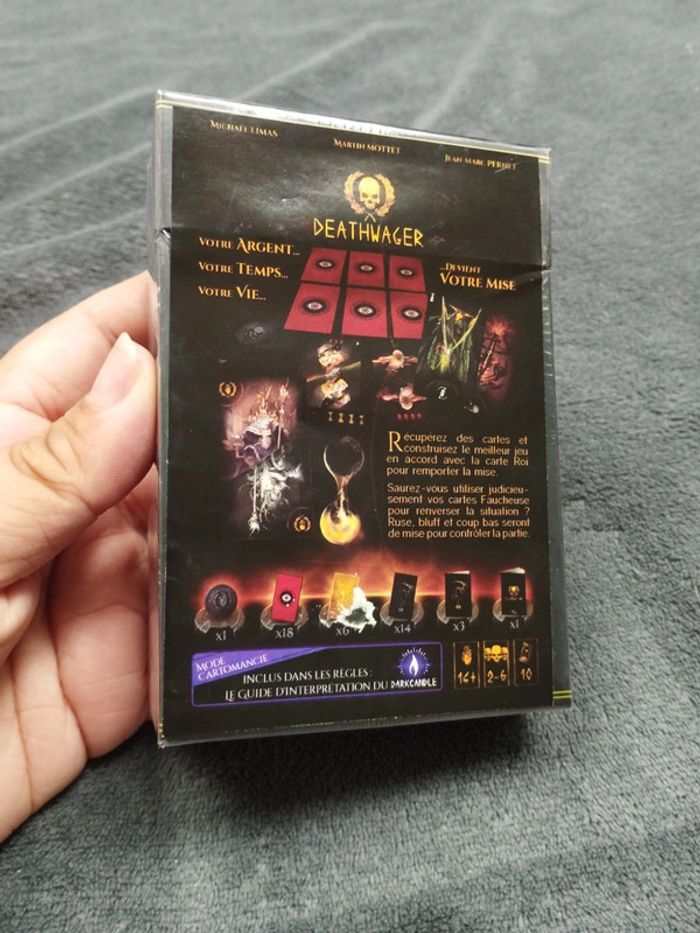 Michaël Limas
Martin Mottet
Jean-Marc Pernet
DEATHWAGER
Votre Argent...
Votre Temps...
Votre Vie...
...Devient
Votre Mise
Récupérez des cartes et
construisez le meilleur jeu
en accord avec la carte Roi
pour remporter la mise.
Saurez-vous utiliser judicieu-
sement vos cartes Faucheuse
pour renverser la situation ?
Ruse, bluff et coup bas seront
de mise pour contrôler la partie.
x1 x18 x6 x14 x3 x1
MODE
CARTOMANCIE
INCLUS DANS LES RÈGLES :
LE GUIDE D'INTERPRÉTATION DU DARKCANDLE
14+ 2-6 10